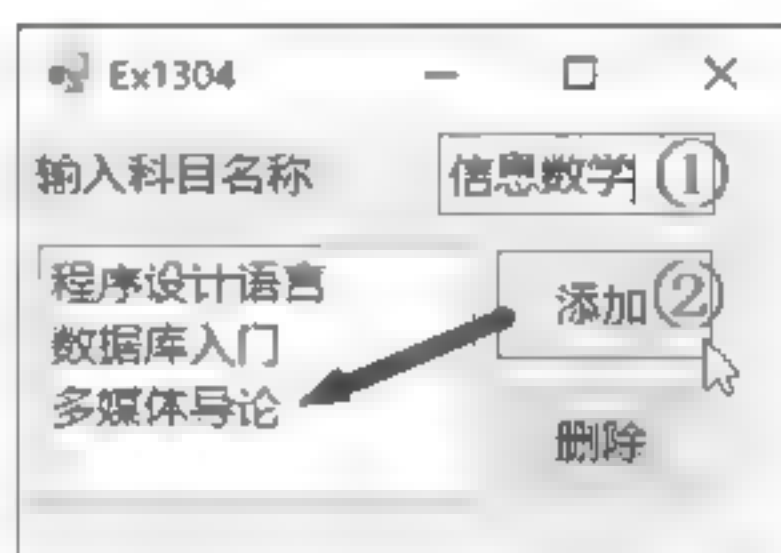 Ex1304
输入科目名称 信息数学 ①
程序设计语言 添加 ②
数据库入门
多媒体导论
删除